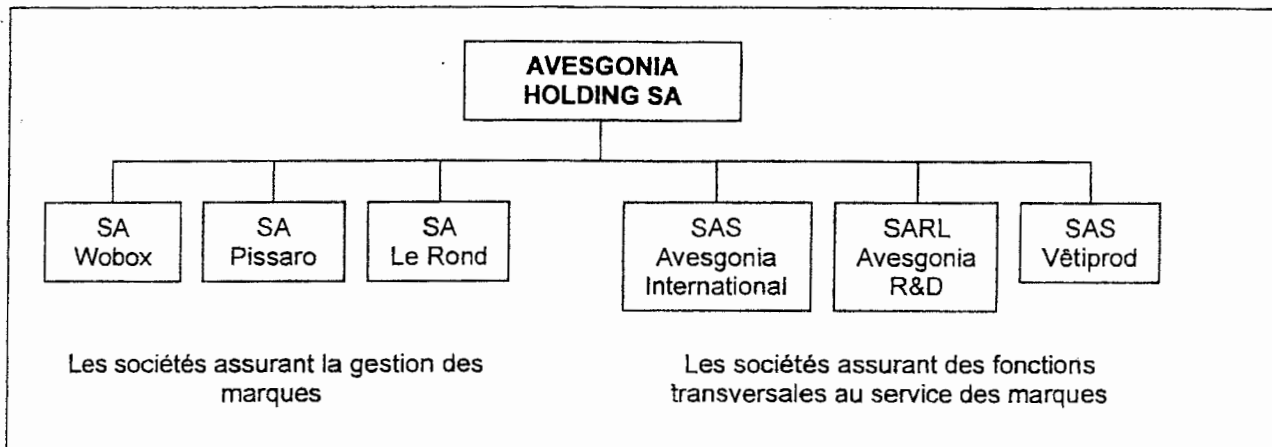 AVESGONIA
HOLDING SA
SA
Wobox
SA
Pissaro
SA
Le Rond
SAS
Avesgonia
International
SARL
Avesgonia
R&D
SAS
Vêtiprod
Les sociétés assurant la gestion des
marques
Les sociétés assurant des fonctions
transversales au service des marques